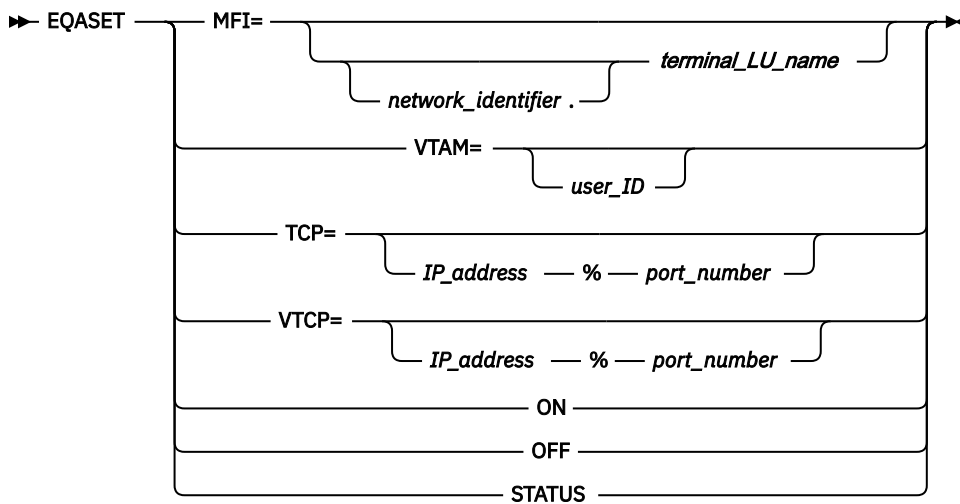 EQASET MFI=
terminal_LU_name
network_identifier .
VTAM=
user_ID
TCP=
IP_address % port_number
VTCP=
IP_address % port_number
ON
OFF
STATUS